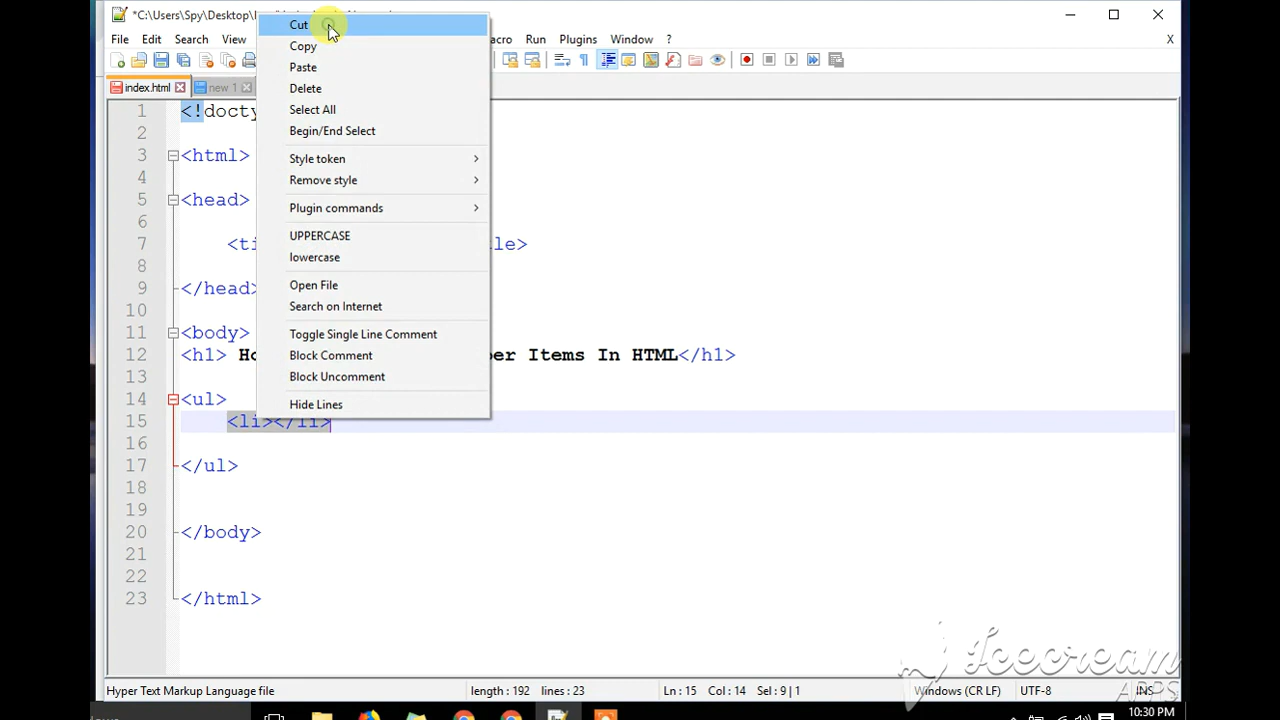 *C:\Users\Spy\Desktop\
File Edit Search View
acro Run Plugins Window ? X
index.html new 1
Cut
Copy
Paste
Delete
Select All
Begin/End Select
Style token
Remove style
Plugin commands
UPPERCASE
lowercase
Open File
Search on Internet
Toggle Single Line Comment
Block Comment
Block Uncomment
Hide Lines
1 <!docty
2
3 <html>
4
5 <head>
6
7 <ti le>
8
9 </head>
10
11 <body>
12 <h1> Ho per Items In HTML</h1>
13
14 <ul>
15 <li></li>
16
17 </ul>
18
19
20 </body>
21
22
23 </html>
Icecream
APPS
Hyper Text Markup Language file length : 192 lines : 23 Ln : 15 Col : 14 Sel : 9 | 1 Windows (CR LF) UTF-8 INS
10:30 PM